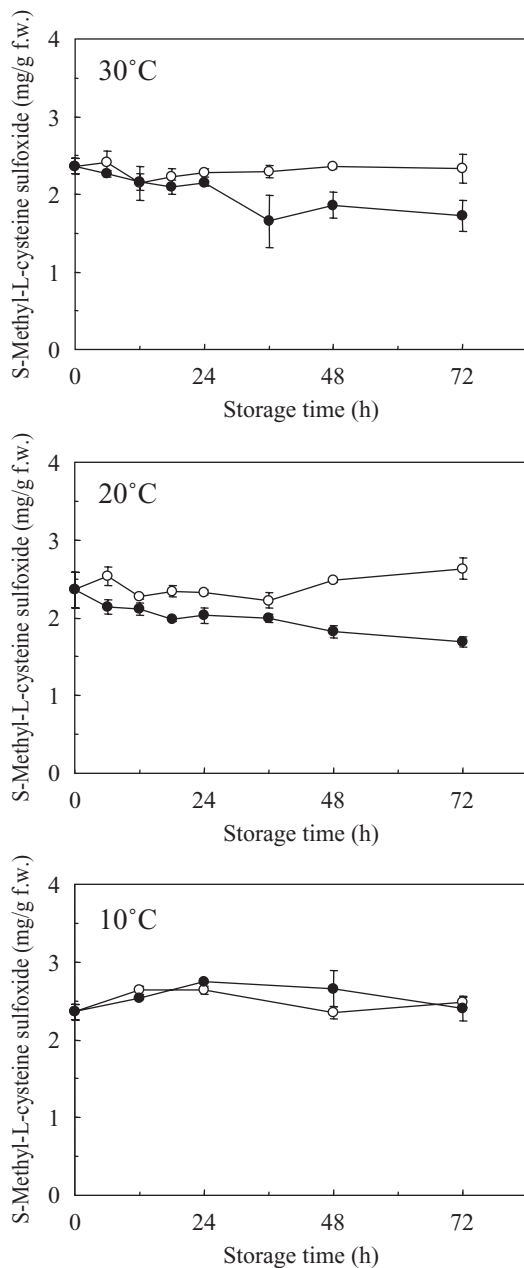 S-Methyl-L-cysteine sulfoxide (mg/g f.w.)
4
30˚C
3
2
1
0
0 24 48 72
Storage time (h)
S-Methyl-L-cysteine sulfoxide (mg/g f.w.)
4
20˚C
3
2
1
0
0 24 48 72
Storage time (h)
S-Methyl-L-cysteine sulfoxide (mg/g f.w.)
4
10˚C
3
2
1
0
0 24 48 72
Storage time (h)